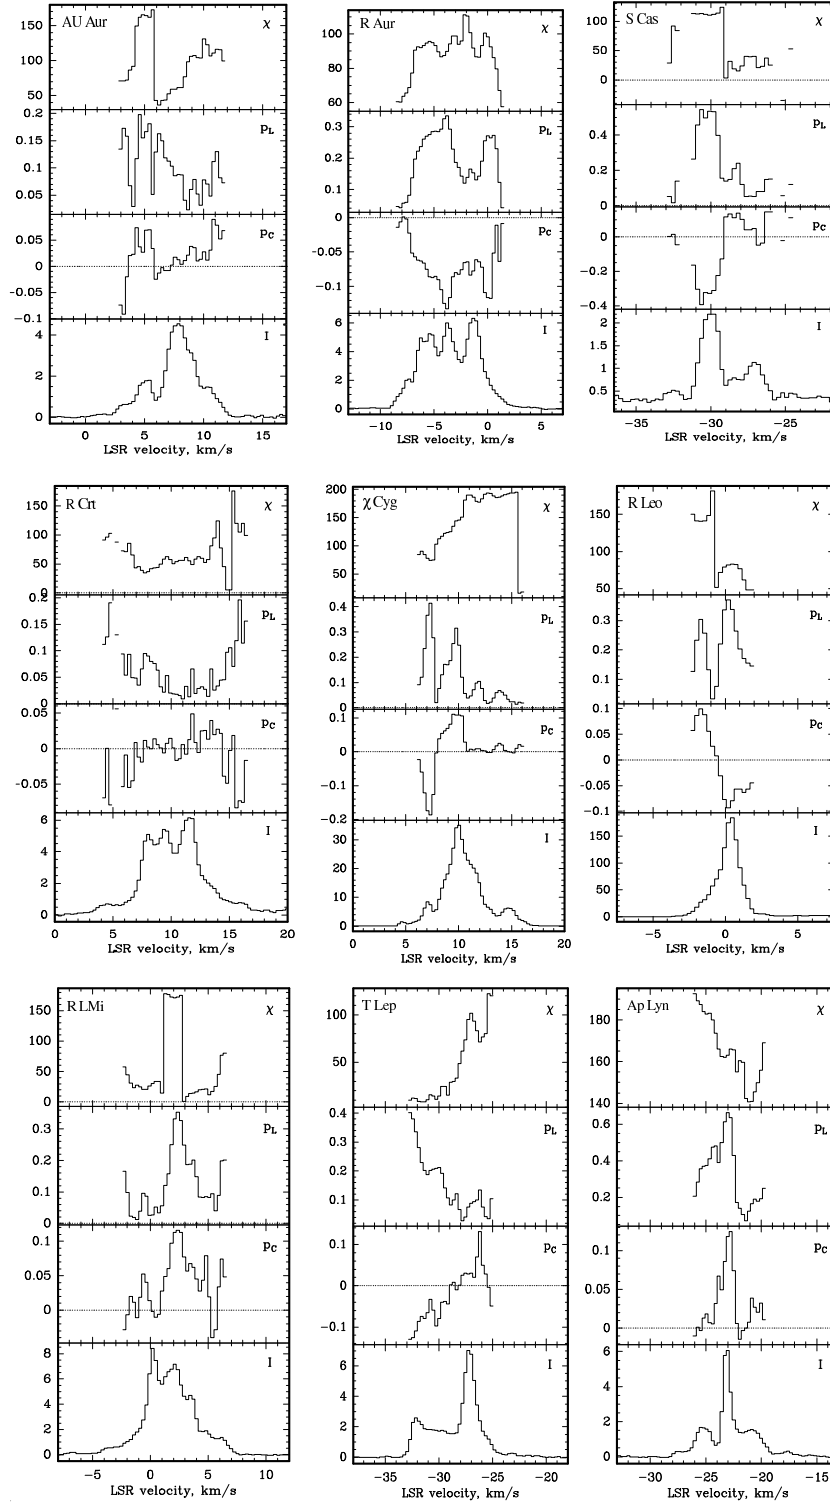 AU Aur
χ
150
100
50
0.2
pL
0.15
0.1
0.05
pC
0.05
0
-0.05
-0.1
I
4
2
0
0 5 10 15
LSR velocity, km/s
R Aur
χ
100
80
60
pL
0.3
0.2
0.1
0
pC
-0.05
-0.1
I
6
4
2
0
-10 -5 0 5
LSR velocity, km/s
S Cas
χ
100
50
0
pL
0.4
0.2
0
pC
0
-0.2
-0.4
I
2
1.5
1
0.5
-35 -30 -25
LSR velocity, km/s
R Crt
χ
150
100
50
0
0.2
pL
0.15
0.1
0.05
0
0.05
pC
0
-0.05
I
6
4
2
0
0 5 10 15 20
LSR velocity, km/s
χ Cyg
χ
200
150
100
50
0.4
pL
0.3
0.2
0.1
0
0.1
pC
0
-0.1
-0.2
I
30
20
10
0
0 5 10 15 20
LSR velocity, km/s
R Leo
χ
150
100
50
pL
0.3
0.2
0.1
0.1
pC
0.05
0
-0.05
-0.1
I
150
100
50
0
-5 0 5
LSR velocity, km/s
R LMi
χ
150
100
50
0
pL
0.3
0.2
0.1
0
pC
0.1
0.05
0
I
8
6
4
2
0
-5 0 5 10
LSR velocity, km/s
T Lep
χ
100
50
0.4
pL
0.3
0.2
0.1
pC
0.1
0
-0.1
I
6
4
2
0
-35 -30 -25 -20
LSR velocity, km/s
Ap Lyn
χ
180
160
140
pL
0.6
0.4
0.2
pC
0.1
0.05
0
I
6
4
2
0
-30 -25 -20 -15
LSR velocity, km/s